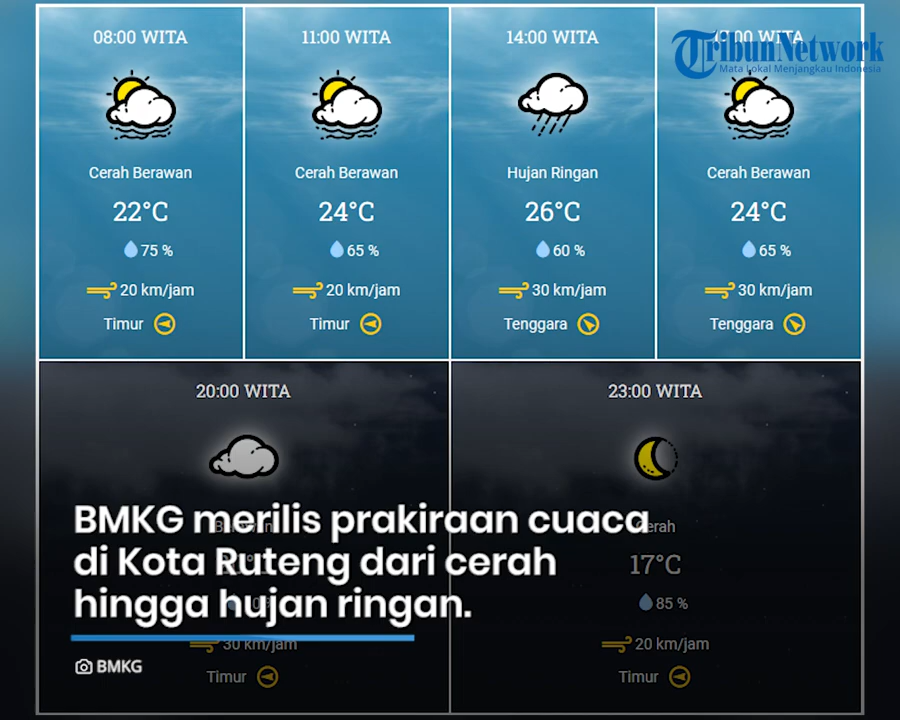 08:00 WITA
11:00 WITA
14:00 WITA
TribunNetwork
Mata Lokal Menjangkau Indonesia
Cerah Berawan
Cerah Berawan
Hujan Ringan
Cerah Berawan
22°C
24°C
26°C
24°C
75 %
65 %
60 %
65 %
20 km/jam
20 km/jam
30 km/jam
30 km/jam
Timur
Timur
Tenggara
Tenggara
20:00 WITA
23:00 WITA
BMKG merilis prakiraan cuaca
di Kota Ruteng dari cerah
hingga hujan ringan.
Cerah
17°C
85 %
30 km/jam
20 km/jam
Timur
Timur
BMKG